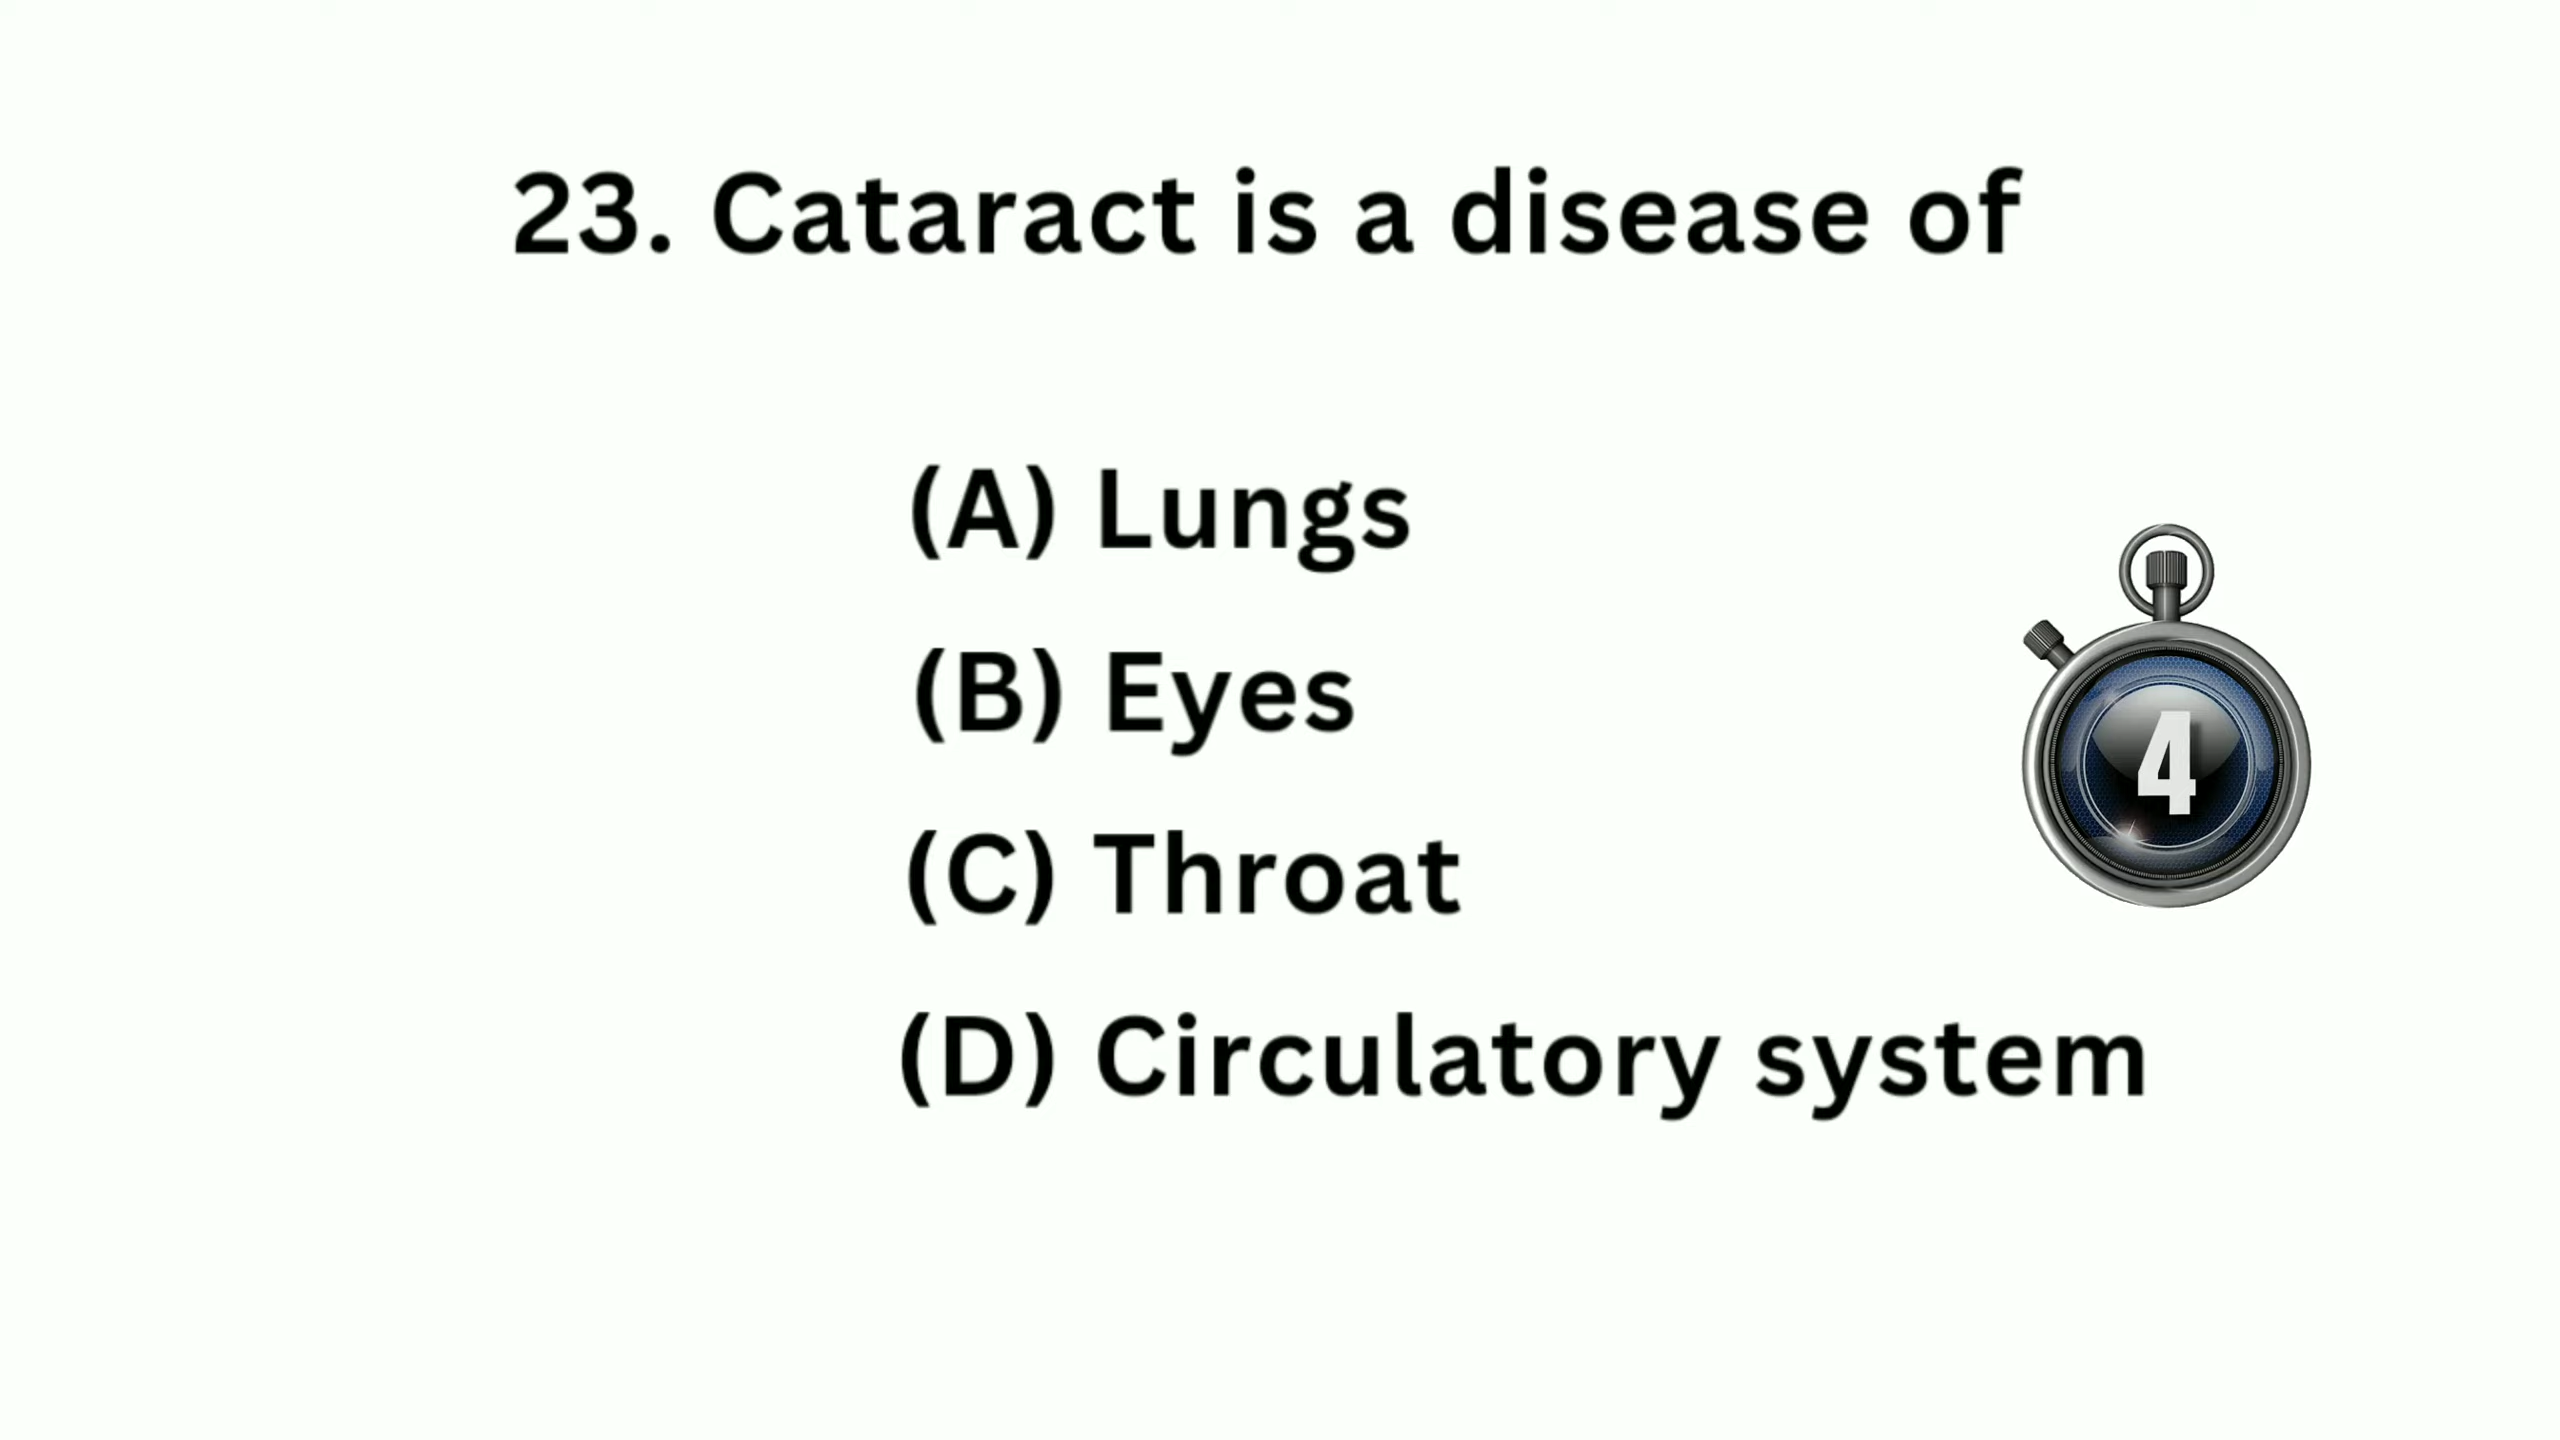 23. Cataract is a disease of
(A) Lungs
(B) Eyes
4
(C) Throat
(D) Circulatory system